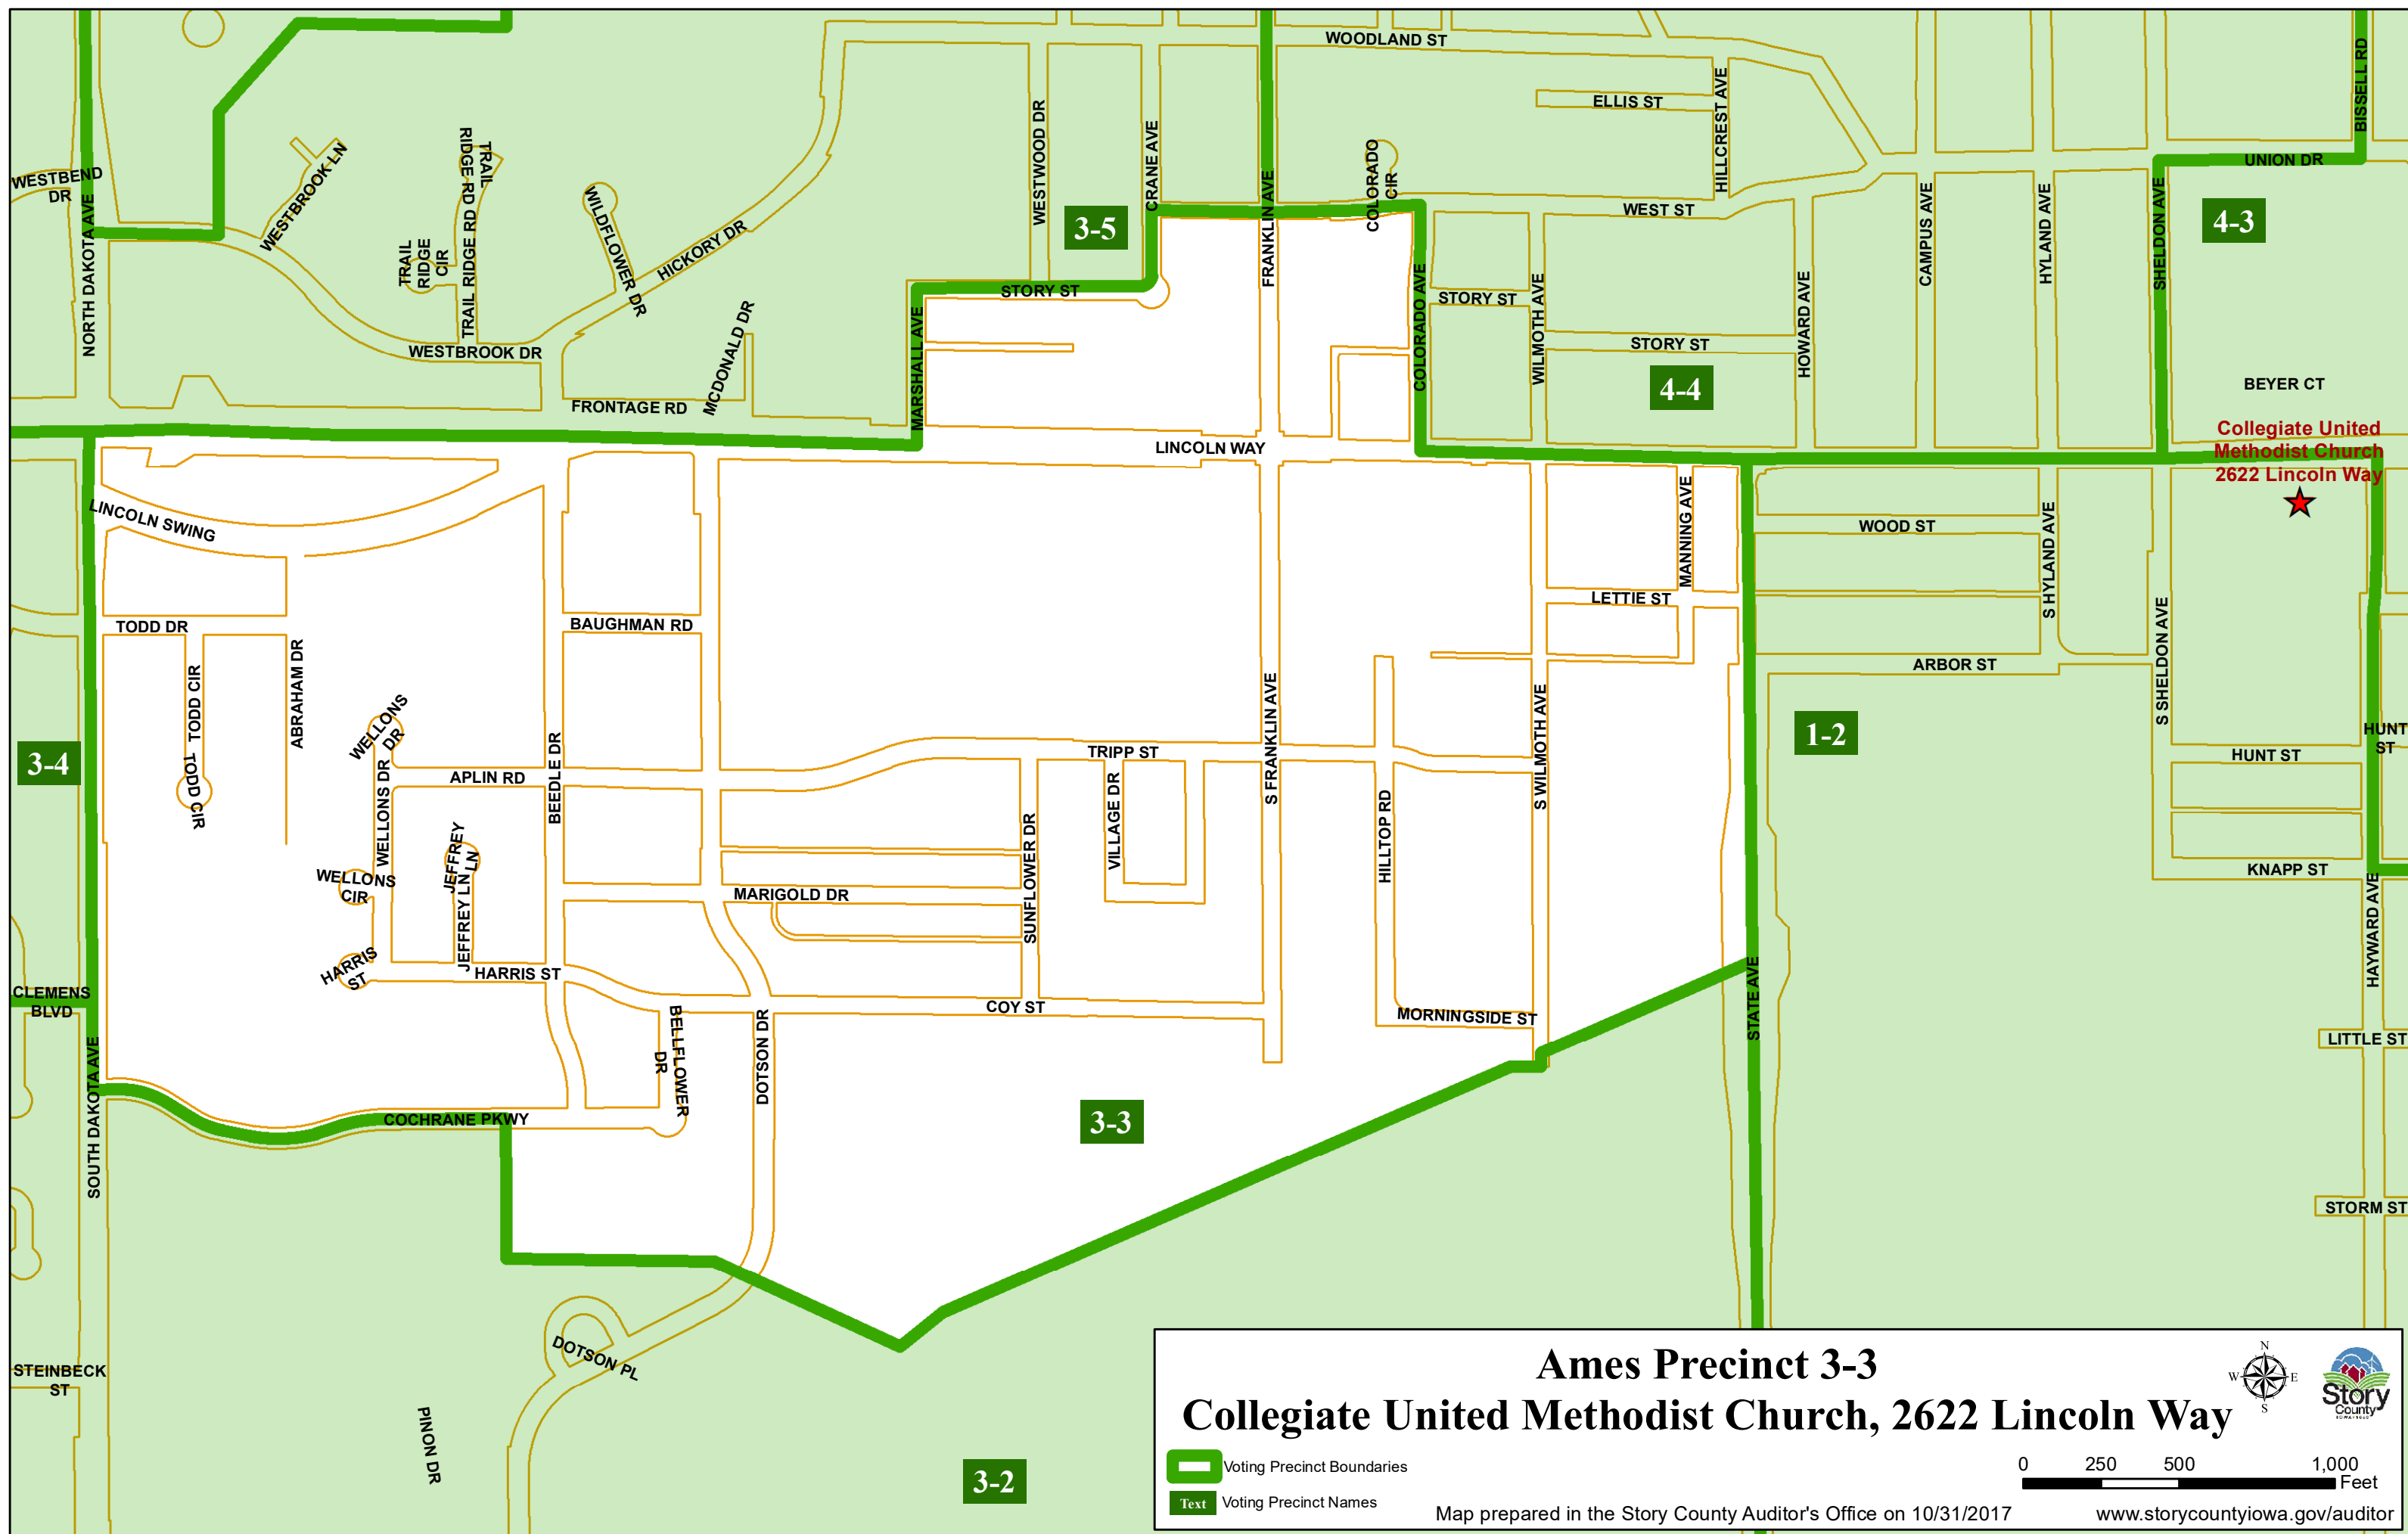 WOODLAND ST
BISSELL RD
ELLIS ST
HILLCREST AVE
WESTWOOD DR
CRANE AVE
UNION DR
WESTBEND
DR
WESTBROOK LN
TRAIL
RIDGE RD
TRAIL RIDGE RD
TRAIL
RIDGE
CIR
WILDFLOWER DR
HICKORY DR
3-5
FRANKLIN AVE
COLORADO
CIR
WEST ST
CAMPUS AVE
HYLAND AVE
SHELDON AVE
4-3
NORTH DAKOTA AVE
STORY ST
STORY ST
STORY ST
WILMOTH AVE
HOWARD AVE
COLORADO AVE
MARSHALL AVE
MCDONALD DR
WESTBROOK DR
FRONTAGE RD
4-4
BEYER CT
LINCOLN WAY
Collegiate United
Methodist Church
2622 Lincoln Way
LINCOLN SWING
MANNING AVE
WOOD ST
S HYLAND AVE
LETTIE ST
TODD DR
BAUGHMAN RD
ARBOR ST
S SHELDON AVE
TODD CIR
TODD CIR
ABRAHAM DR
WELLONS
DR
S FRANKLIN AVE
S WILMOTH AVE
3-4
1-2
HUNT
ST
HUNT ST
TRIPP ST
APLIN RD
BEEDLE DR
WELLONS DR
VILLAGE DR
HILLTOP RD
SUNFLOWER DR
JEFFREY
LN
JEFFREY LN
WELLONS
CIR
MARIGOLD DR
KNAPP ST
HAYWARD AVE
HARRIS
ST
HARRIS ST
CLEMENS
BLVD
COY ST
MORNINGSIDE ST
STATE AVE
LITTLE ST
BELLFLOWER
DR
DOTSON DR
SOUTH DAKOTA AVE
COCHRANE PKWY
3-3
STORM ST
DOTSON PL
STEINBECK
ST
PINON DR
3-2
Ames Precinct 3-3
Collegiate United Methodist Church, 2622 Lincoln Way
N
W
E
S
Story
County
Voting Precinct Boundaries
Text
Voting Precinct Names
0 250 500 1,000
Feet
Map prepared in the Story County Auditor's Office on 10/31/2017
www.storycountyiowa.gov/auditor